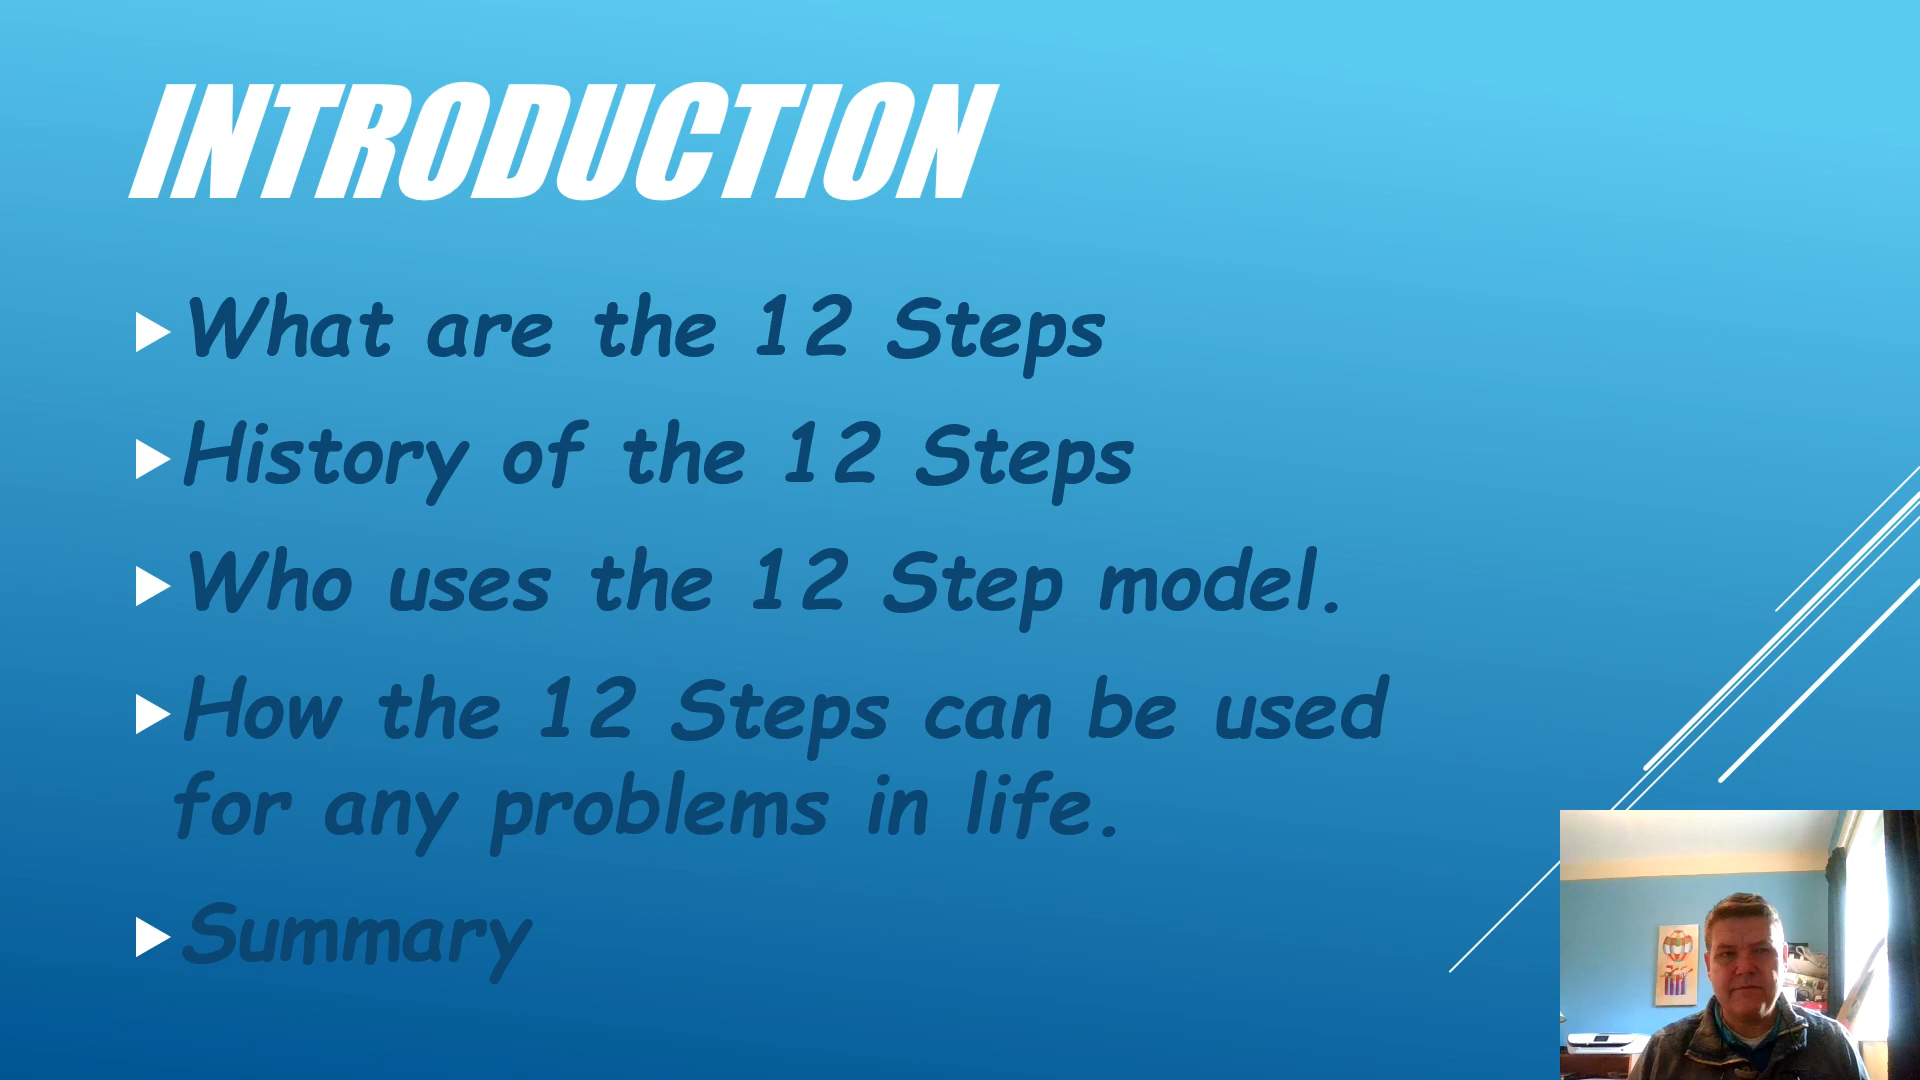 INTRODUCTION
What are the 12 Steps
History of the 12 Steps
Who uses the 12 Step model.
How the 12 Steps can be used
for any problems in life.
Summary